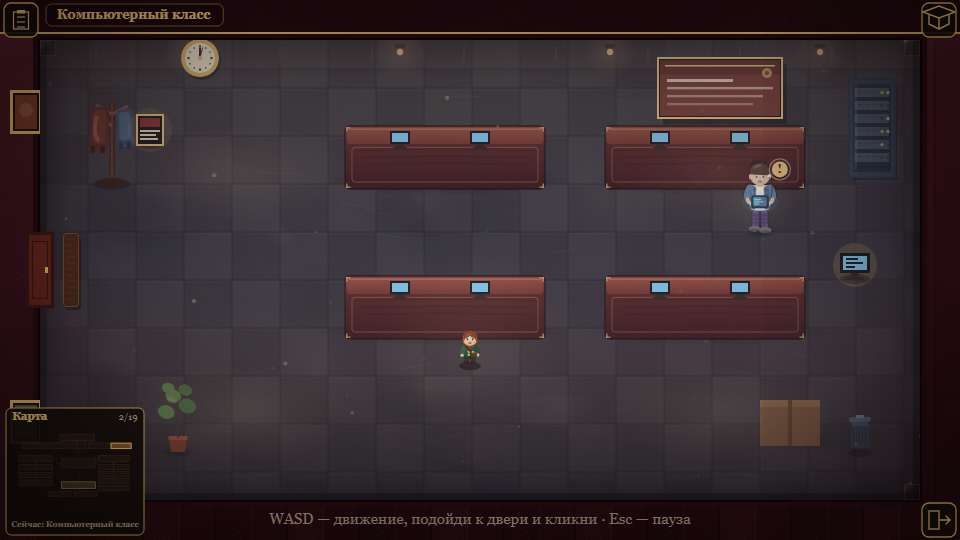 Компьютерный класс
Карта
2/19
Сейчас: Компьютерный класс
WASD — движение, подойди к двери и кликни · Esc — пауза